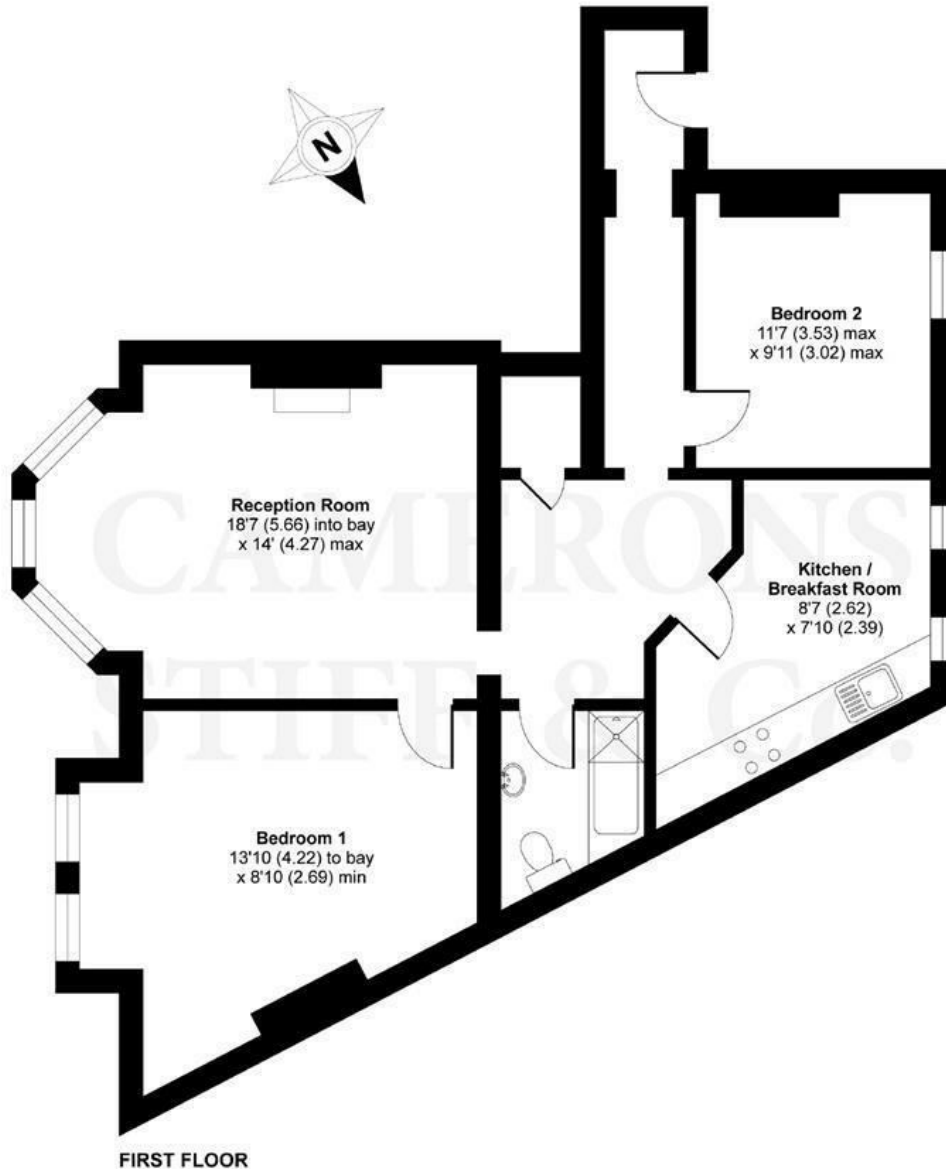 N
Bedroom 2
11'7 (3.53) max
x 9'11 (3.02) max
Reception Room
18'7 (5.66) into bay
x 14' (4.27) max
Kitchen /
Breakfast Room
8'7 (2.62)
x 7'10 (2.39)
CAMERONS
STIFF & Co.
Bedroom 1
13'10 (4.22) to bay
x 8'10 (2.69) min
FIRST FLOOR